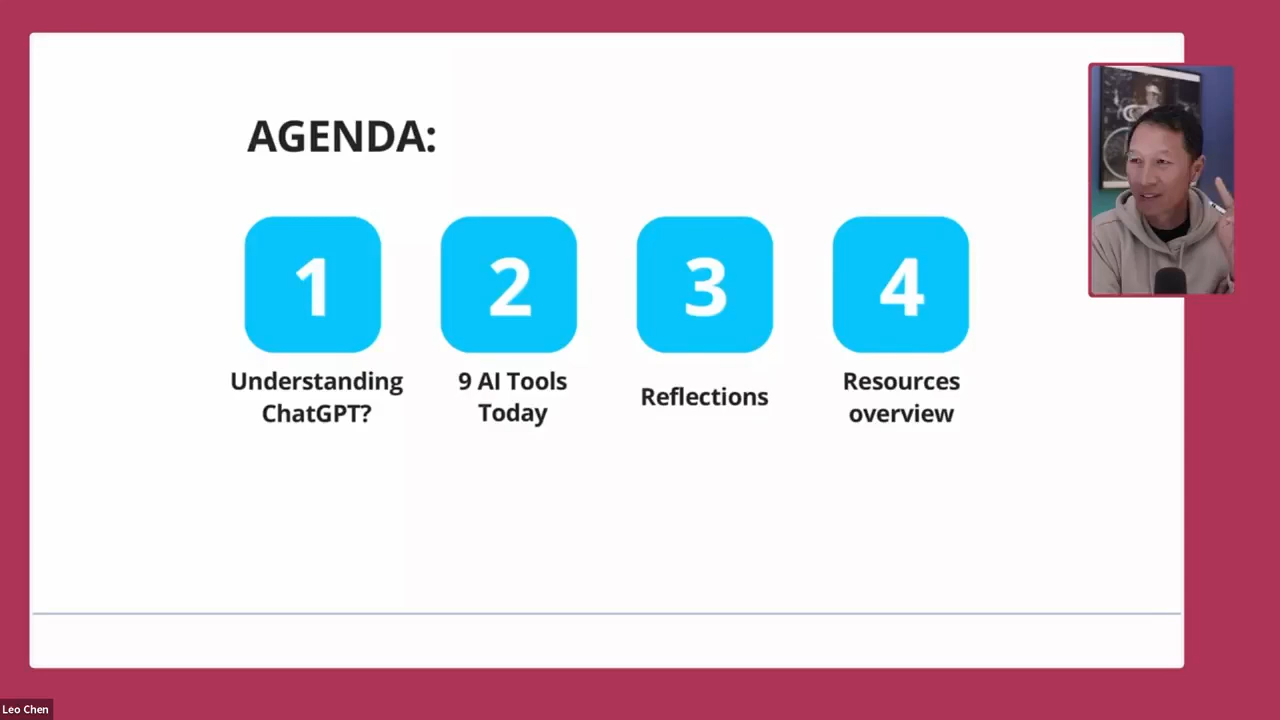 AGENDA:
1
2
3
4
Understanding
ChatGPT?
9 AI Tools
Today
Reflections
Resources
overview
Leo Chen